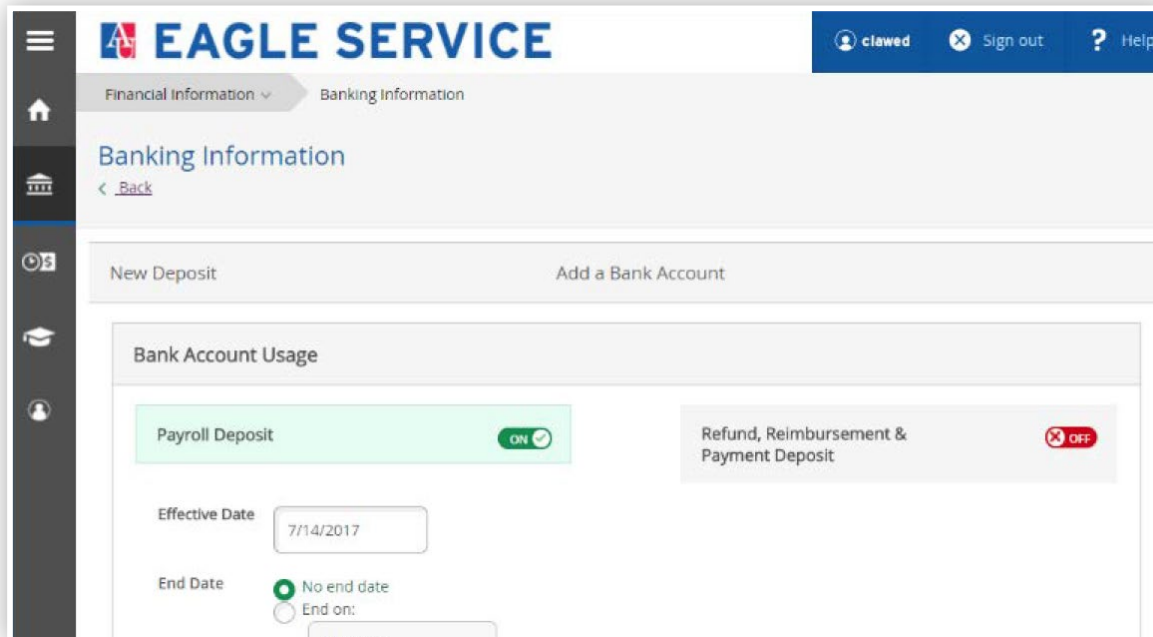 EAGLE SERVICE
clawed Sign out ? Help
Financial Information Banking Information
Banking Information
< Back
New Deposit Add a Bank Account
Bank Account Usage
Payroll Deposit ON
Refund, Reimbursement & OFF
Payment Deposit
Effective Date 7/14/2017
End Date No end date
End on: